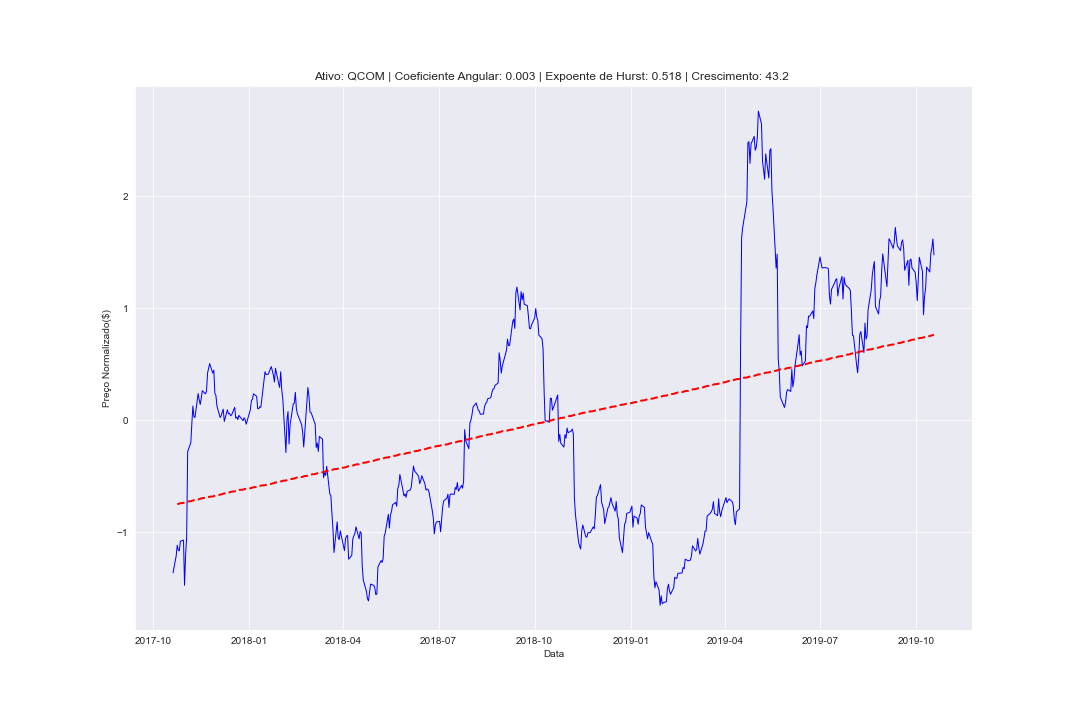 Ativo: QCOM | Coeficiente Angular: 0.003 | Expoente de Hurst: 0.518 | Crescimento: 43.2
Preço Normalizado($)
2
1
0
−1
2017-10 2018-01 2018-04 2018-07 2018-10 2019-01 2019-04 2019-07 2019-10
Data